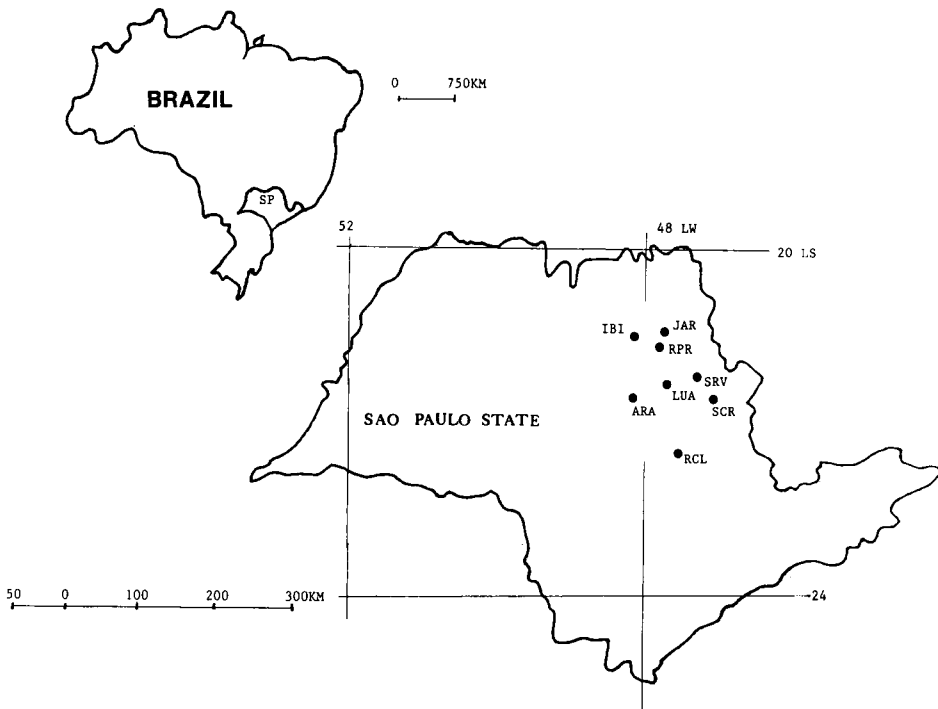 BRAZIL
0 750KM
SP
52
48 LW
20 LS
IBI
JAR
RPR
SRV
LUA
ARA
SCR
SAO PAULO STATE
RCL
50 0 100 200 300KM
24